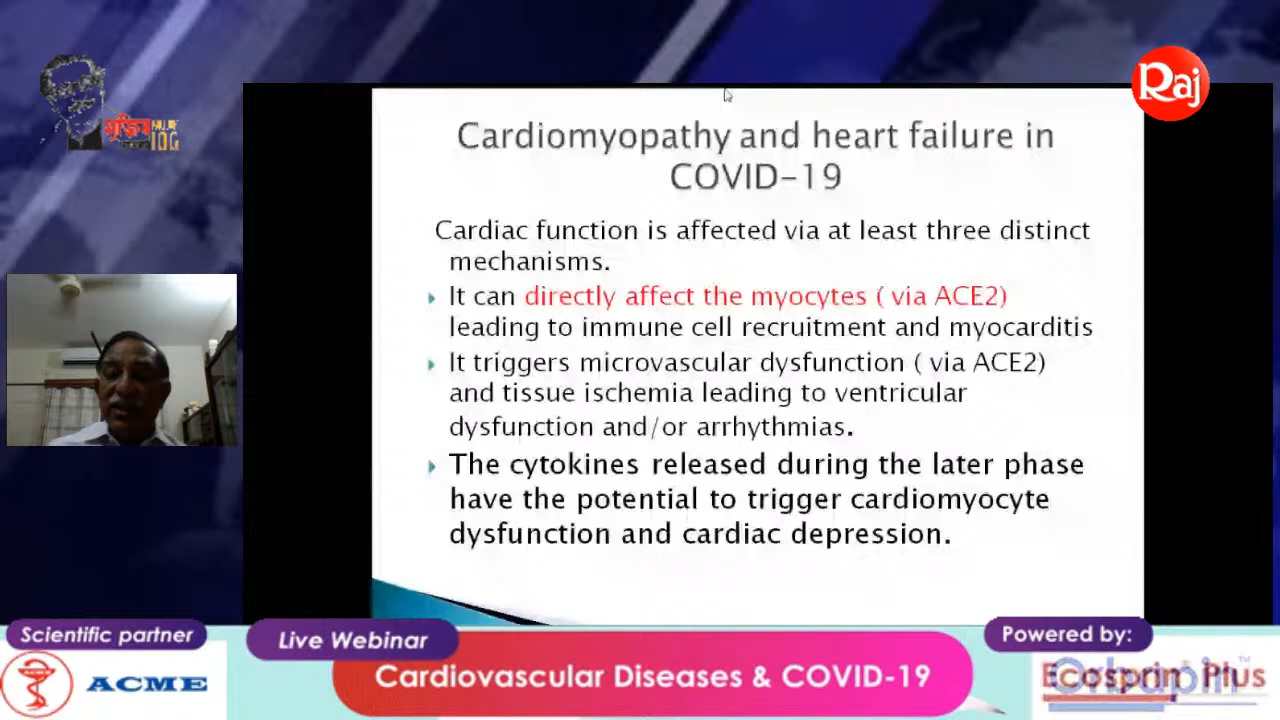 Raj
মুজিব
100
Cardiomyopathy and heart failure in
COVID-19
Cardiac function is affected via at least three distinct
mechanisms.
It can directly affect the myocytes ( via ACE2)
leading to immune cell recruitment and myocarditis
It triggers microvascular dysfunction ( via ACE2)
and tissue ischemia leading to ventricular
dysfunction and/or arrhythmias.
The cytokines released during the later phase
have the potential to trigger cardiomyocyte
dysfunction and cardiac depression.
Scientific partner
Live Webinar
Powered by:
ACME
ACME
Cardiovascular Diseases & COVID-19
Ecosprim Plus